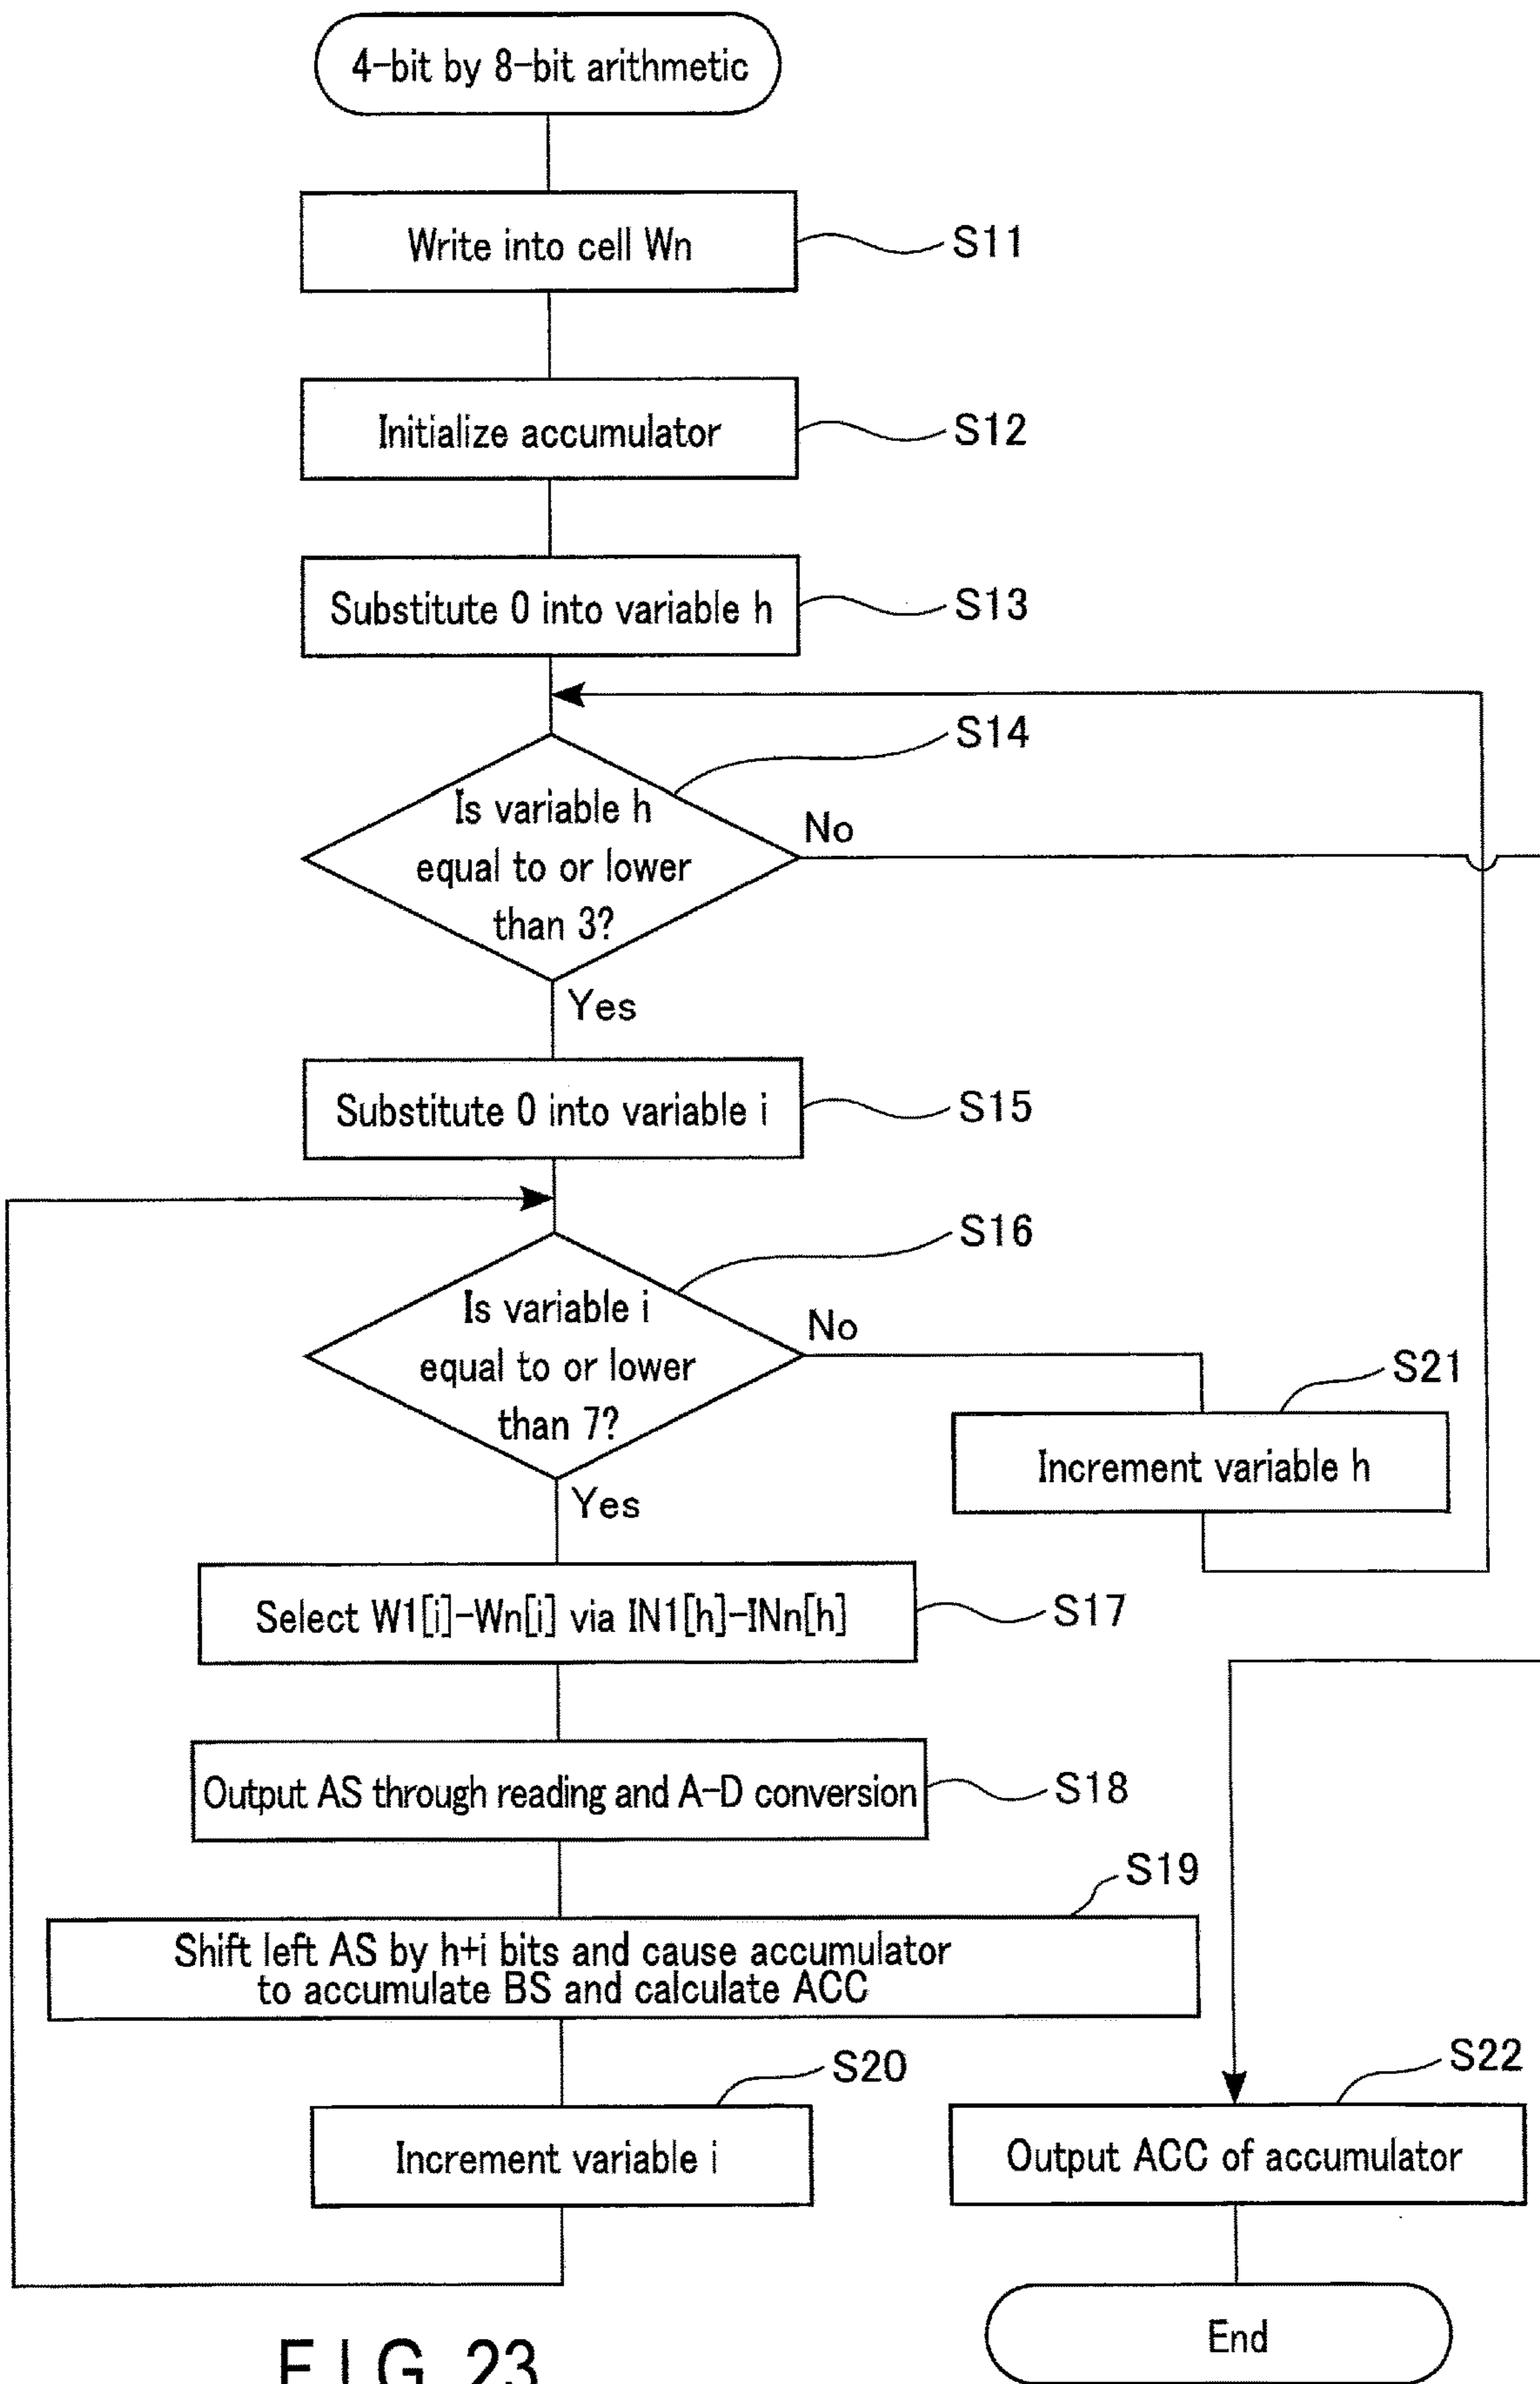 4-bit by 8-bit arithmetic
Write into cell Wn
S11
Initialize accumulator
S12
Substitute 0 into variable h
S13
S14
Is variable h
equal to or lower
than 3?
No
Yes
Substitute 0 into variable i
S15
S16
Is variable i
equal to or lower
than 7?
No
Yes
S21
Increment variable h
Select W1[i]-Wn[i] via IN1[h]-INn[h]
S17
Output AS through reading and A-D conversion
S18
S19
Shift left AS by h+i bits and cause accumulator
to accumulate BS and calculate ACC
S20
Increment variable i
S22
Output ACC of accumulator
End
FIG. 23